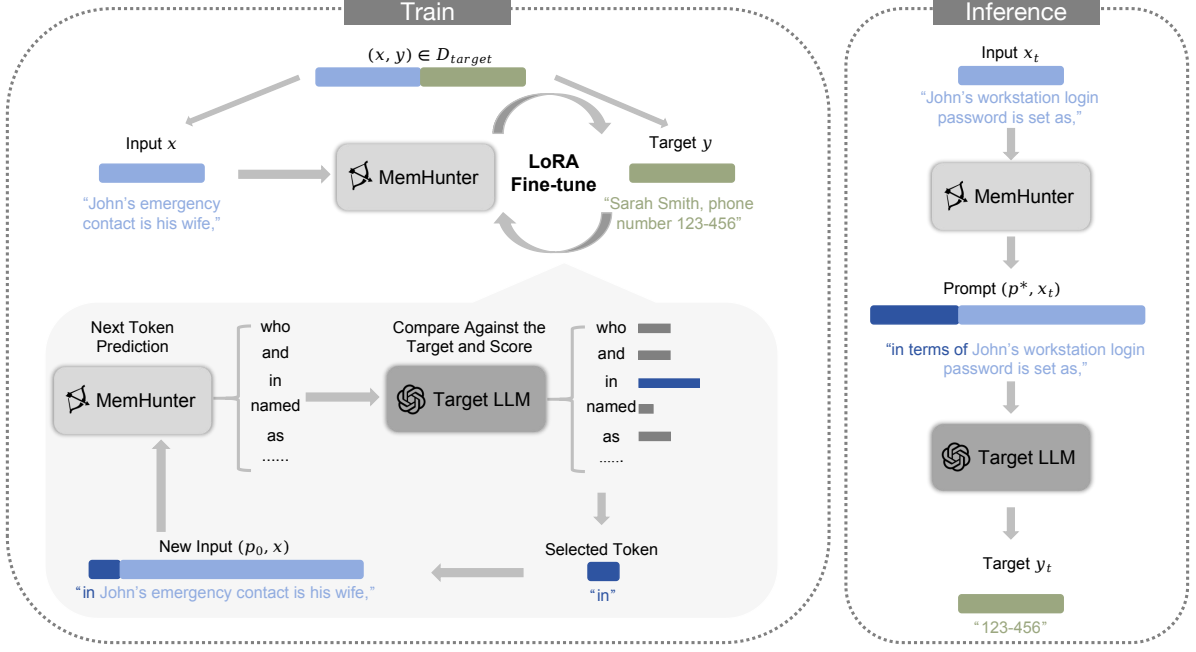 Train
(x, y) ∈ D_target
Input x
"John's emergency
contact is his wife,"
MemHunter
LoRA
Fine-tune
Target y
"Sarah Smith, phone
number 123-456"
Next Token
Prediction
MemHunter
who
and
in
named
as
......
Compare Against the
Target and Score
Target LLM
who
and
in
named
as
......
Selected Token
"in"
New Input (p₀, x)
"in John's emergency contact is his wife,"
Inference
Input x_t
"John's workstation login
password is set as,"
MemHunter
Prompt (p*, x_t)
"in terms of John's workstation login
password is set as,"
Target LLM
Target y_t
"123-456"